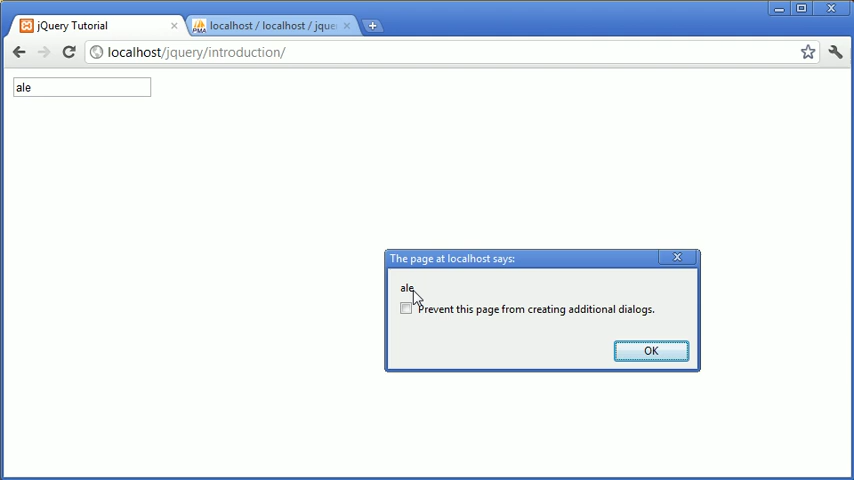 jQuery Tutorial
localhost / localhost / jque
PMA
localhost/jquery/introduction/
ale
The page at localhost says:
ale
Prevent this page from creating additional dialogs.
OK